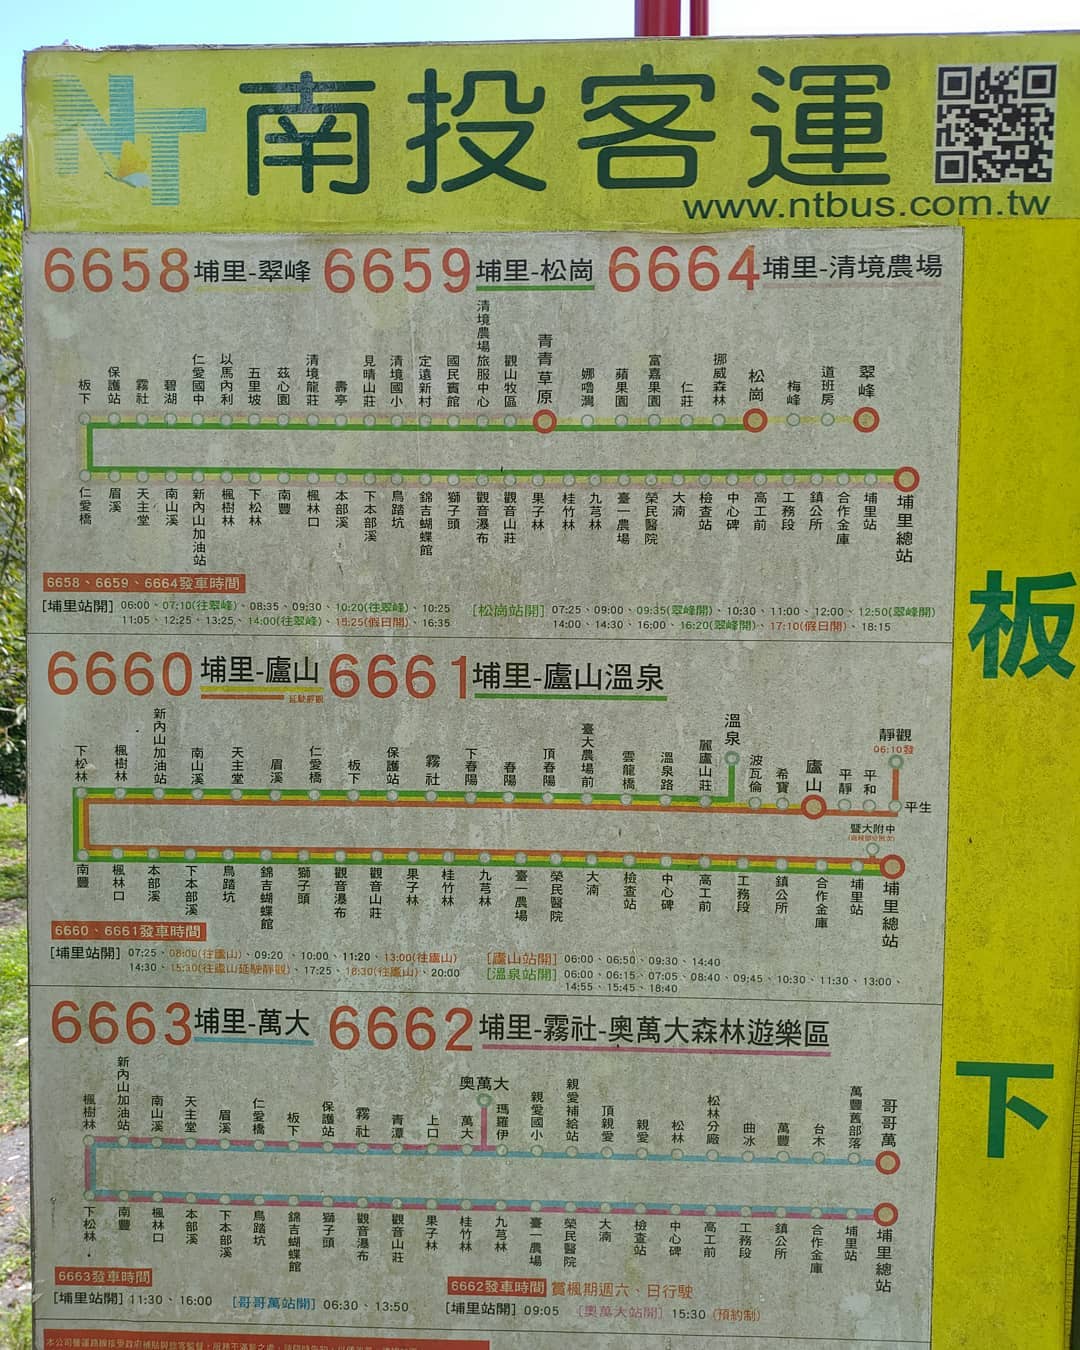 NT 南投客運
www.ntbus.com.tw
6658 埔里-翠峰 6659 埔里-松崗 6664 埔里-清境農場
板下 保護站 霧社 碧湖 仁愛國中 以馬內利 五里坡 茲心園 清境龍莊 壽亭 見晴山莊 清境國小 定遠新村 國民賓館 清境農場旅服中心 觀山牧區 青青草原 娜嚕灣 蘋果園 富嘉果園 仁莊 挪威森林 松崗 梅峰 道班房 翠峰
仁愛橋 眉溪 天主堂 南山溪 新內山加油站 楓樹林 下松林 南豐 楓林口 本部溪 下本部溪 鳥踏坑 錦吉蝴蝶館 獅子頭 觀音瀑布 觀音山莊 果子林 桂竹林 九芎林 臺一農場 榮民醫院 大湳 檢查站 中心碑 高工前 工務段 鎮公所 合作金庫 埔里站 埔里總站
6658、6659、6664發車時間
[埔里站開] 06:00、07:10(往翠峰)、08:35、09:30、10:20(往翠峰)、10:25
11:05、12:25、13:25、14:00(往翠峰)、15:25(假日開)、16:35
[松崗站開] 07:25、09:00、09:35(翠峰開)、10:30、11:00、12:00、12:50(翠峰開)
14:00、14:30、16:00、16:20(翠峰開)、17:10(假日開)、18:15
6660 埔里-廬山 6661 埔里-廬山溫泉
延駛靜觀
下松林 楓樹林 新內山加油站 南山溪 天主堂 眉溪 仁愛橋 板下 保護站 霧社 下春陽 春陽 頂春陽 臺大農場前 雲龍橋 溫泉路 麗廬山莊 溫泉 波瓦倫 希寶 廬山 平靜 平和 平生 靜觀
06:10發
暨大附中
南豐 楓林口 本部溪 下本部溪 鳥踏坑 錦吉蝴蝶館 獅子頭 觀音瀑布 觀音山莊 果子林 桂竹林 九芎林 臺一農場 榮民醫院 大湳 檢查站 中心碑 高工前 工務段 鎮公所 合作金庫 埔里站 埔里總站
6660、6661發車時間
[埔里站開] 07:25、08:00(往廬山)、09:20、10:00、11:20、13:00(往廬山)
14:30、15:30(往廬山延駛靜觀)、17:25、18:30(往廬山)、20:00
[廬山站開] 06:00、06:50、09:30、14:40
[溫泉站開] 06:00、06:15、07:05、08:40、09:45、10:30、11:30、13:00、
14:55、15:45、18:40
6663 埔里-萬大 6662 埔里-霧社-奧萬大森林遊樂區
楓樹林 新內山加油站 南山溪 天主堂 眉溪 仁愛橋 板下 保護站 霧社 青潭 上口 萬大 奧萬大 瑪羅伊 親愛國小 親愛補給站 頂親愛 親愛 松林 松林分廠 曲冰 萬豐 台木 萬豐舊部落 哥哥萬
下松林 南豐 楓林口 本部溪 下本部溪 鳥踏坑 錦吉蝴蝶館 獅子頭 觀音瀑布 觀音山莊 果子林 桂竹林 九芎林 臺一農場 榮民醫院 大湳 檢查站 中心碑 高工前 工務段 鎮公所 合作金庫 埔里站 埔里總站
6663發車時間
[埔里站開] 11:30、16:00 [哥哥萬站開] 06:30、13:50
6662發車時間 賞楓期週六、日行駛
[埔里站開] 09:05 [奧萬大站開] 15:30 (預約制)
板下